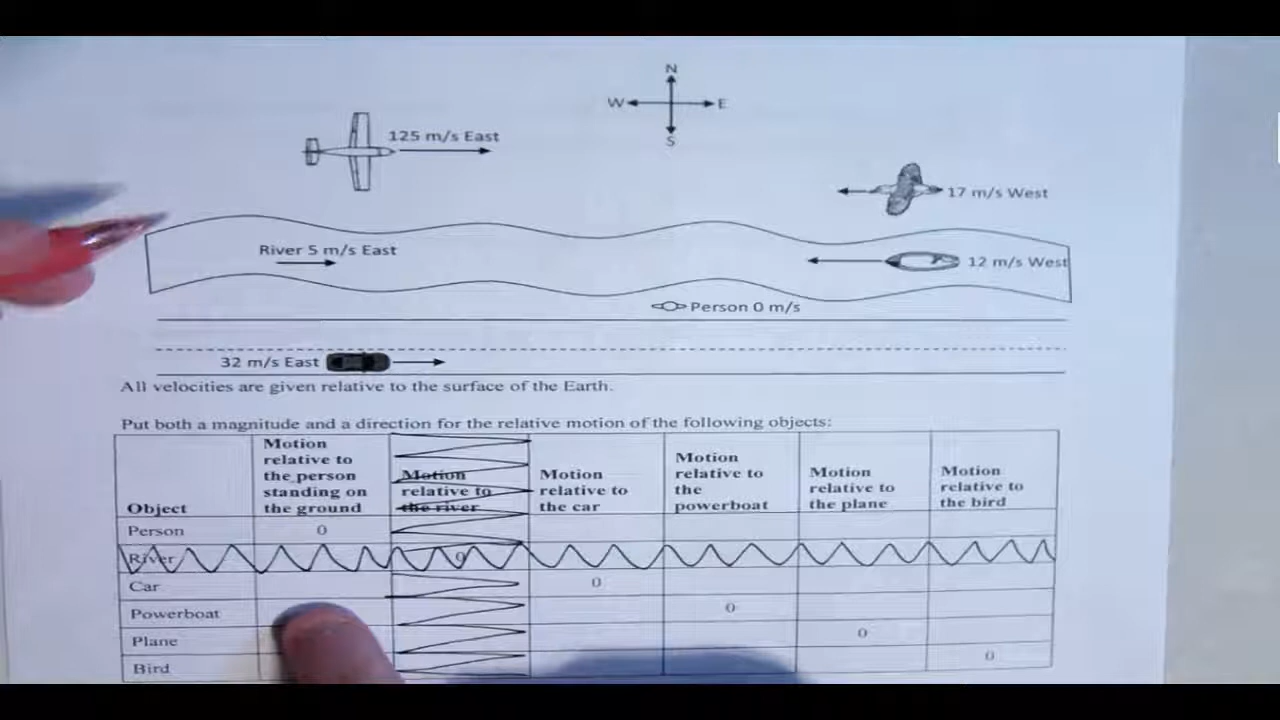 N
W E
S
125 m/s East
17 m/s West
River 5 m/s East
12 m/s West
Person 0 m/s
32 m/s East
All velocities are given relative to the surface of the Earth.
Put both a magnitude and a direction for the relative motion of the following objects:
Object
Motion
relative to
the person
standing on
the ground
Motion
relative to
the river
Motion
relative to
the car
Motion
relative to
the
powerboat
Motion
relative to
the plane
Motion
relative to
the bird
Person 0
River 0
Car 0
Powerboat 0
Plane 0
Bird 0